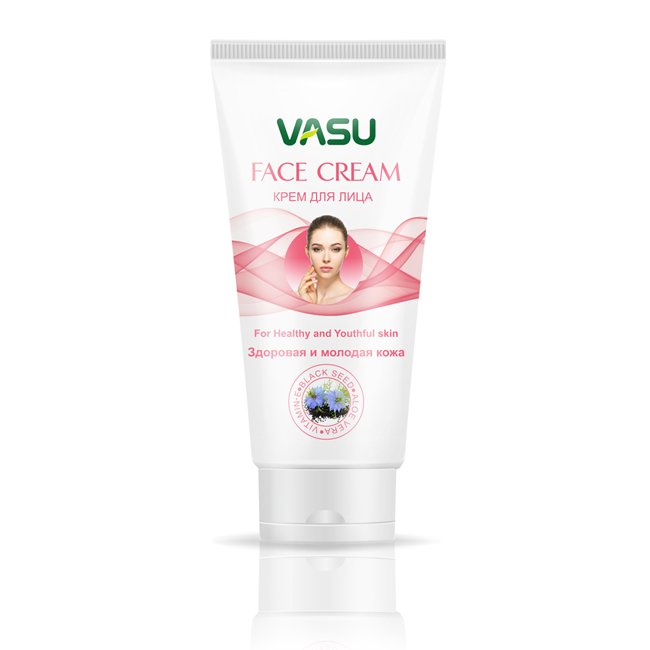 VASU
FACE CREAM
КРЕМ ДЛЯ ЛИЦА
For Healthy and Youthful skin
Здоровая и молодая кожа
VITAMIN-E•BLACK SEED•ALOE VERA•